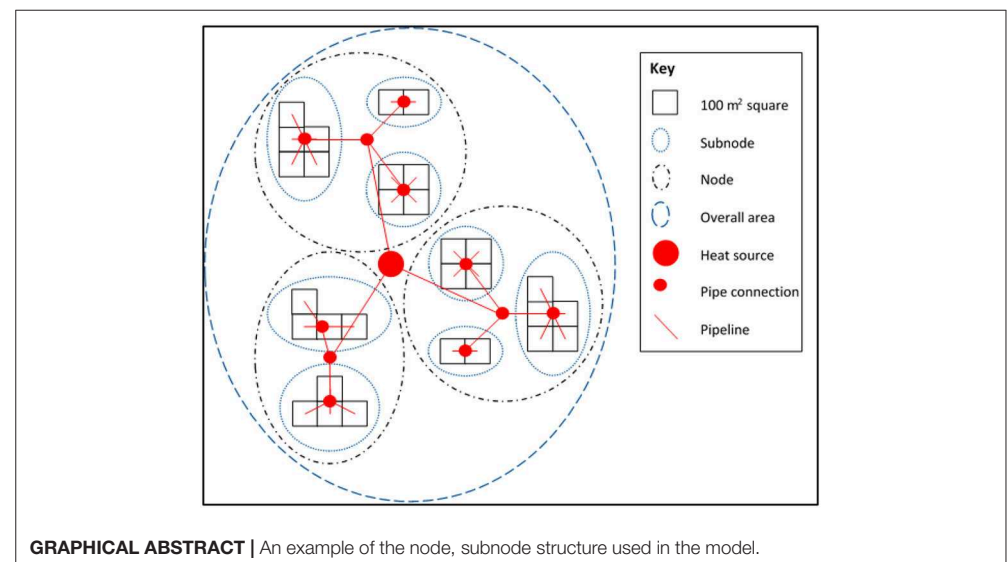 Key
100 m² square
Subnode
Node
Overall area
Heat source
Pipe connection
Pipeline
GRAPHICAL ABSTRACT | An example of the node, subnode structure used in the model.